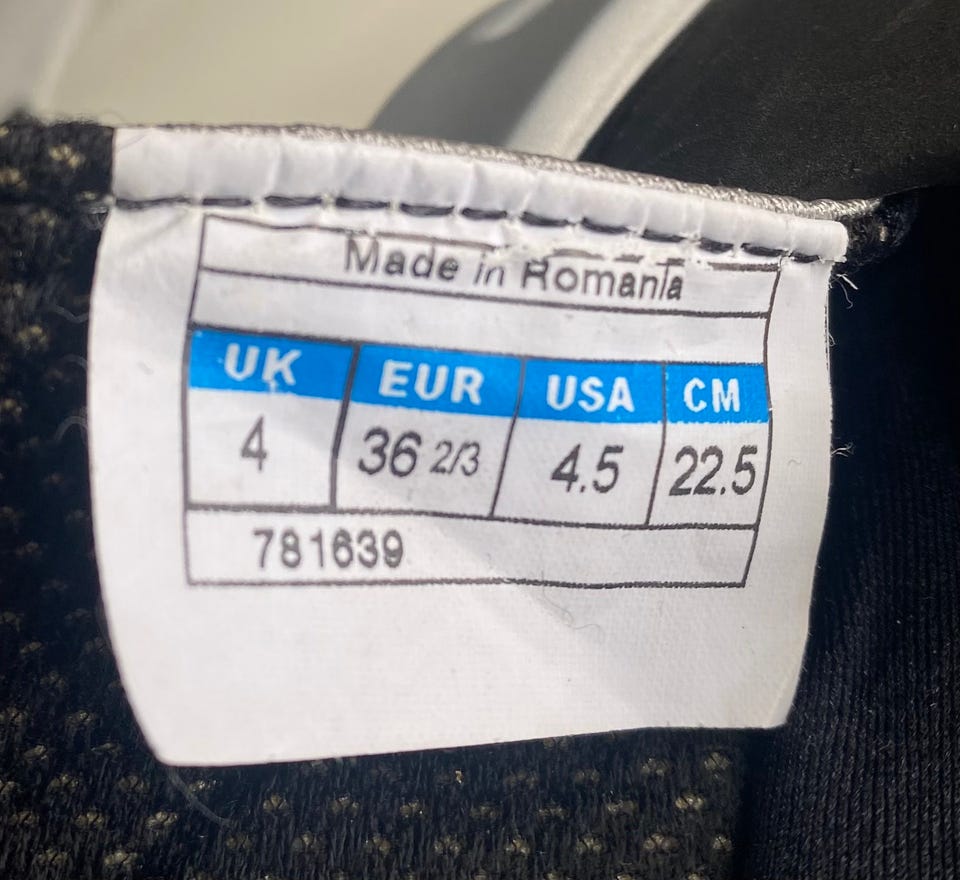 Made in Romania
UK EUR USA CM
4 36 2/3 4.5 22.5
781639